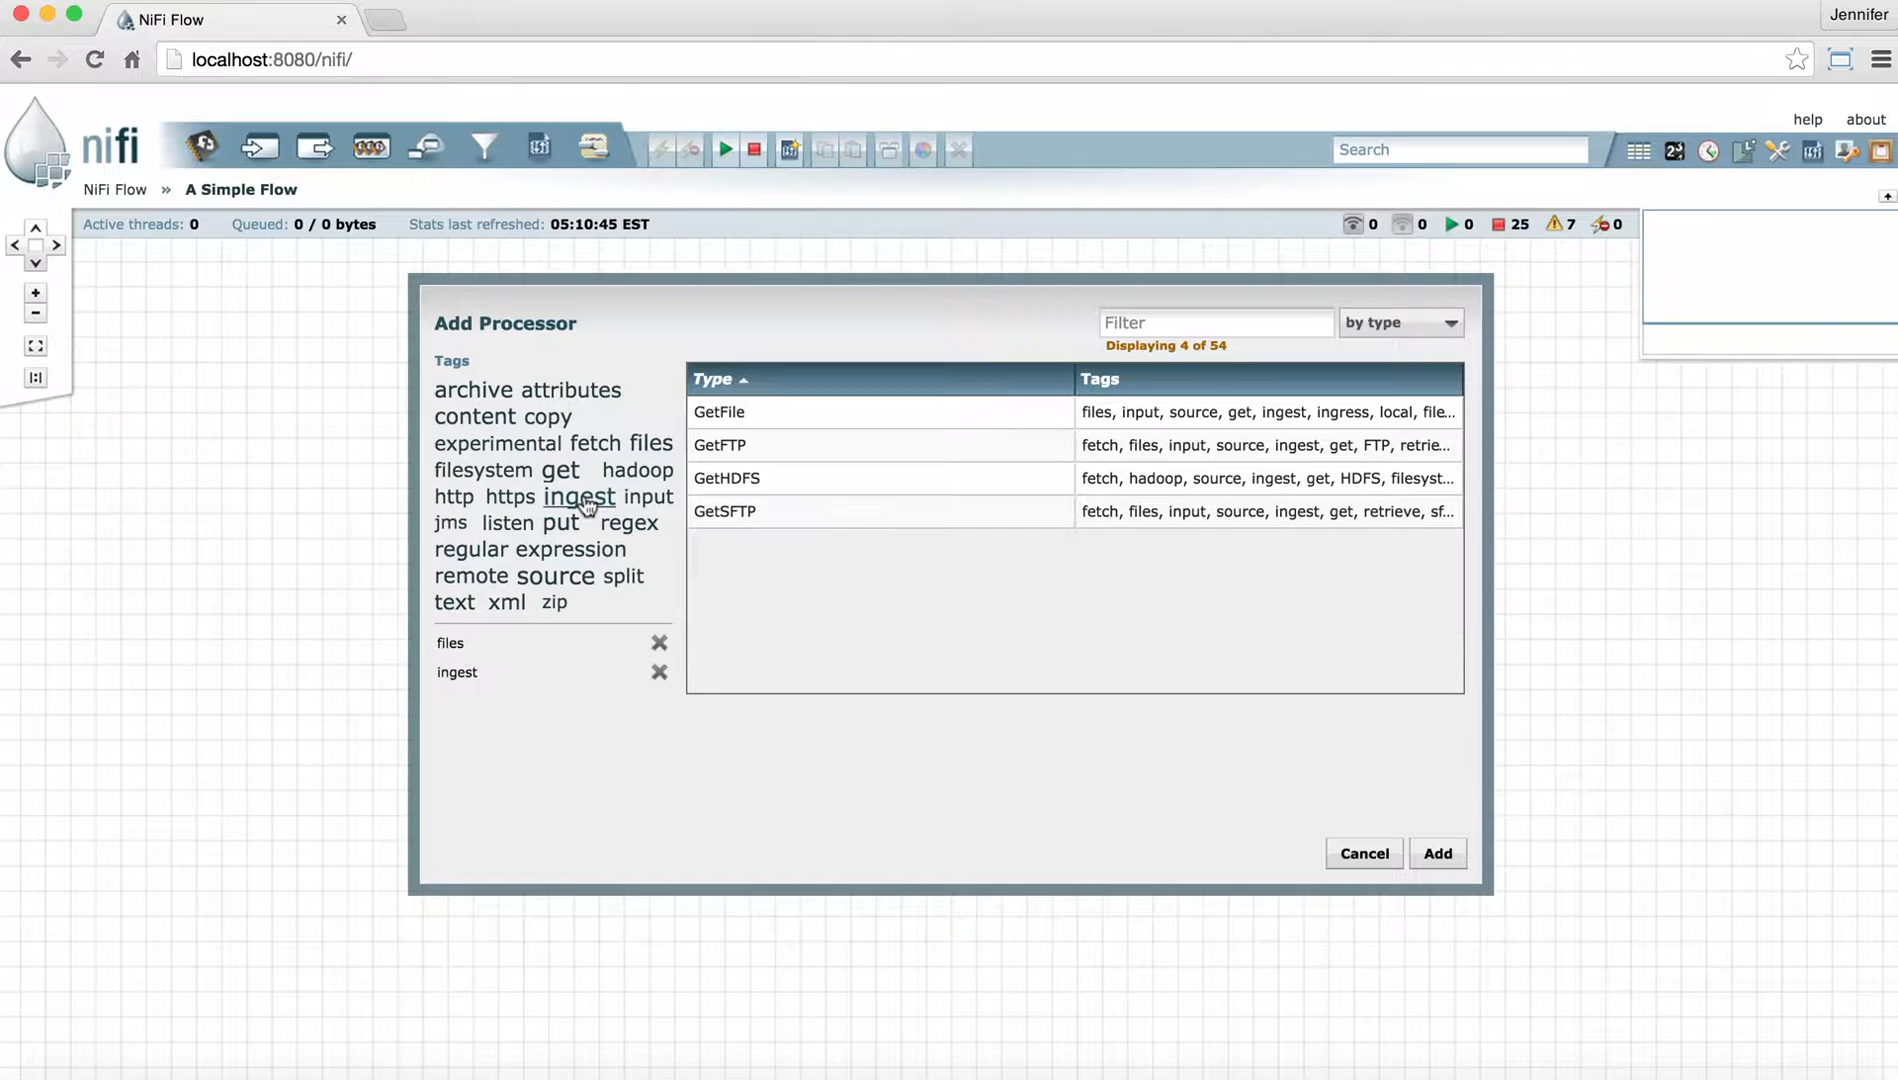 NiFi Flow
Jennifer
localhost:8080/nifi/
help about
nifi
Search
NiFi Flow » A Simple Flow
Active threads: 0 Queued: 0 / 0 bytes Stats last refreshed: 05:10:45 EST 0 0 0 25 7 0
Add Processor
Filter
by type
Displaying 4 of 54
Tags
archive attributes
content copy
experimental fetch files
filesystem get hadoop
http https ingest input
jms listen put regex
regular expression
remote source split
text xml zip
files
ingest
Type Tags
GetFile files, input, source, get, ingest, ingress, local, file...
GetFTP fetch, files, input, source, ingest, get, FTP, retrie...
GetHDFS fetch, hadoop, source, ingest, get, HDFS, filesyst...
GetSFTP fetch, files, input, source, ingest, get, retrieve, sf...
Cancel Add